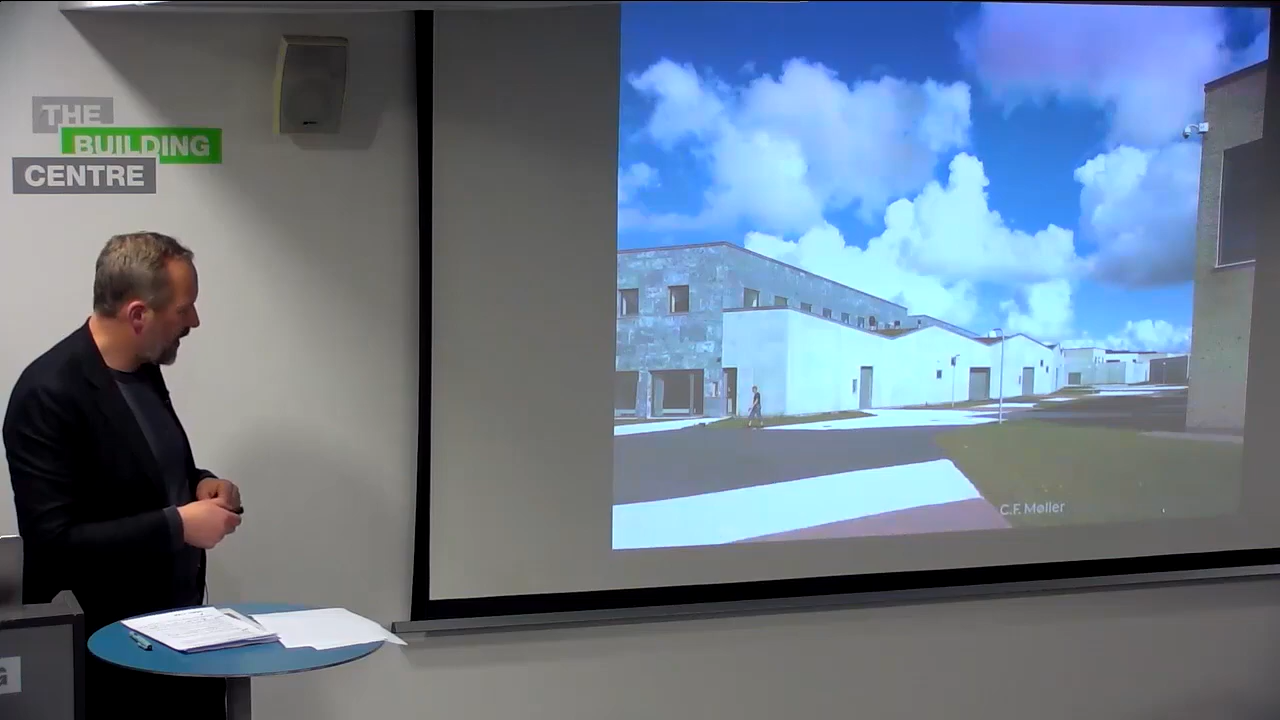 THE
BUILDING
CENTRE
C.F. Møller
G